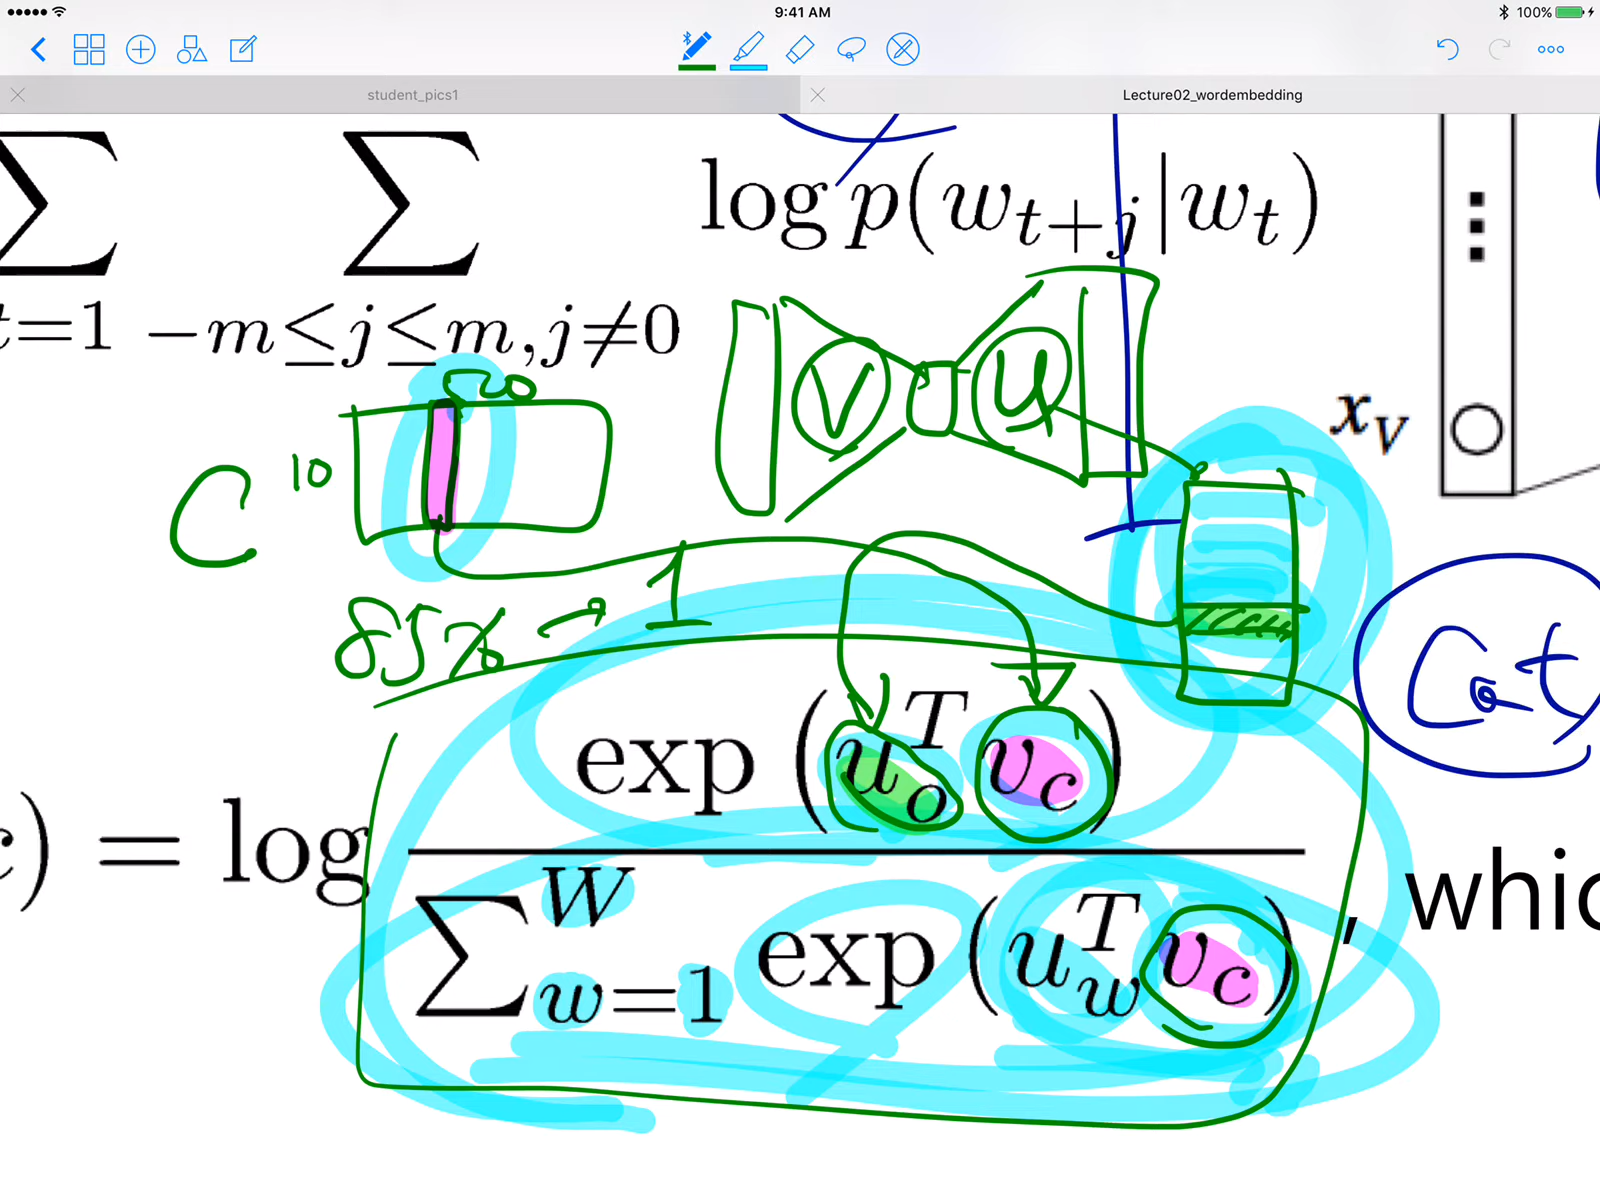 9:41 AM
100%
student_pics1
Lecture02_wordembedding
∑ ∑ log p(w_{t+j}|w_t)
t=1 −m≤j≤m,j≠0
V U
x_V
C 10 500
85% → 1
Cat
c) = log exp (u_o^T v_c) / ∑_{w=1}^{W} exp (u_w^T v_c) , whic